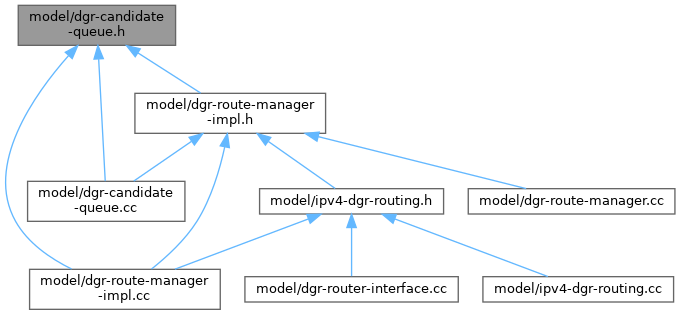 model/dgr-candidate
-queue.h
model/dgr-route-manager
-impl.h
model/dgr-candidate
-queue.cc
model/ipv4-dgr-routing.h
model/dgr-route-manager.cc
model/dgr-route-manager
-impl.cc
model/dgr-router-interface.cc
model/ipv4-dgr-routing.cc